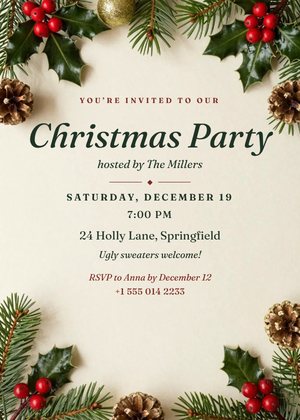 YOU'RE INVITED TO OUR
Christmas Party
hosted by The Millers
SATURDAY, DECEMBER 19
7:00 PM
24 Holly Lane, Springfield
Ugly sweaters welcome!
RSVP to Anna by December 12
+1 555 014 2233